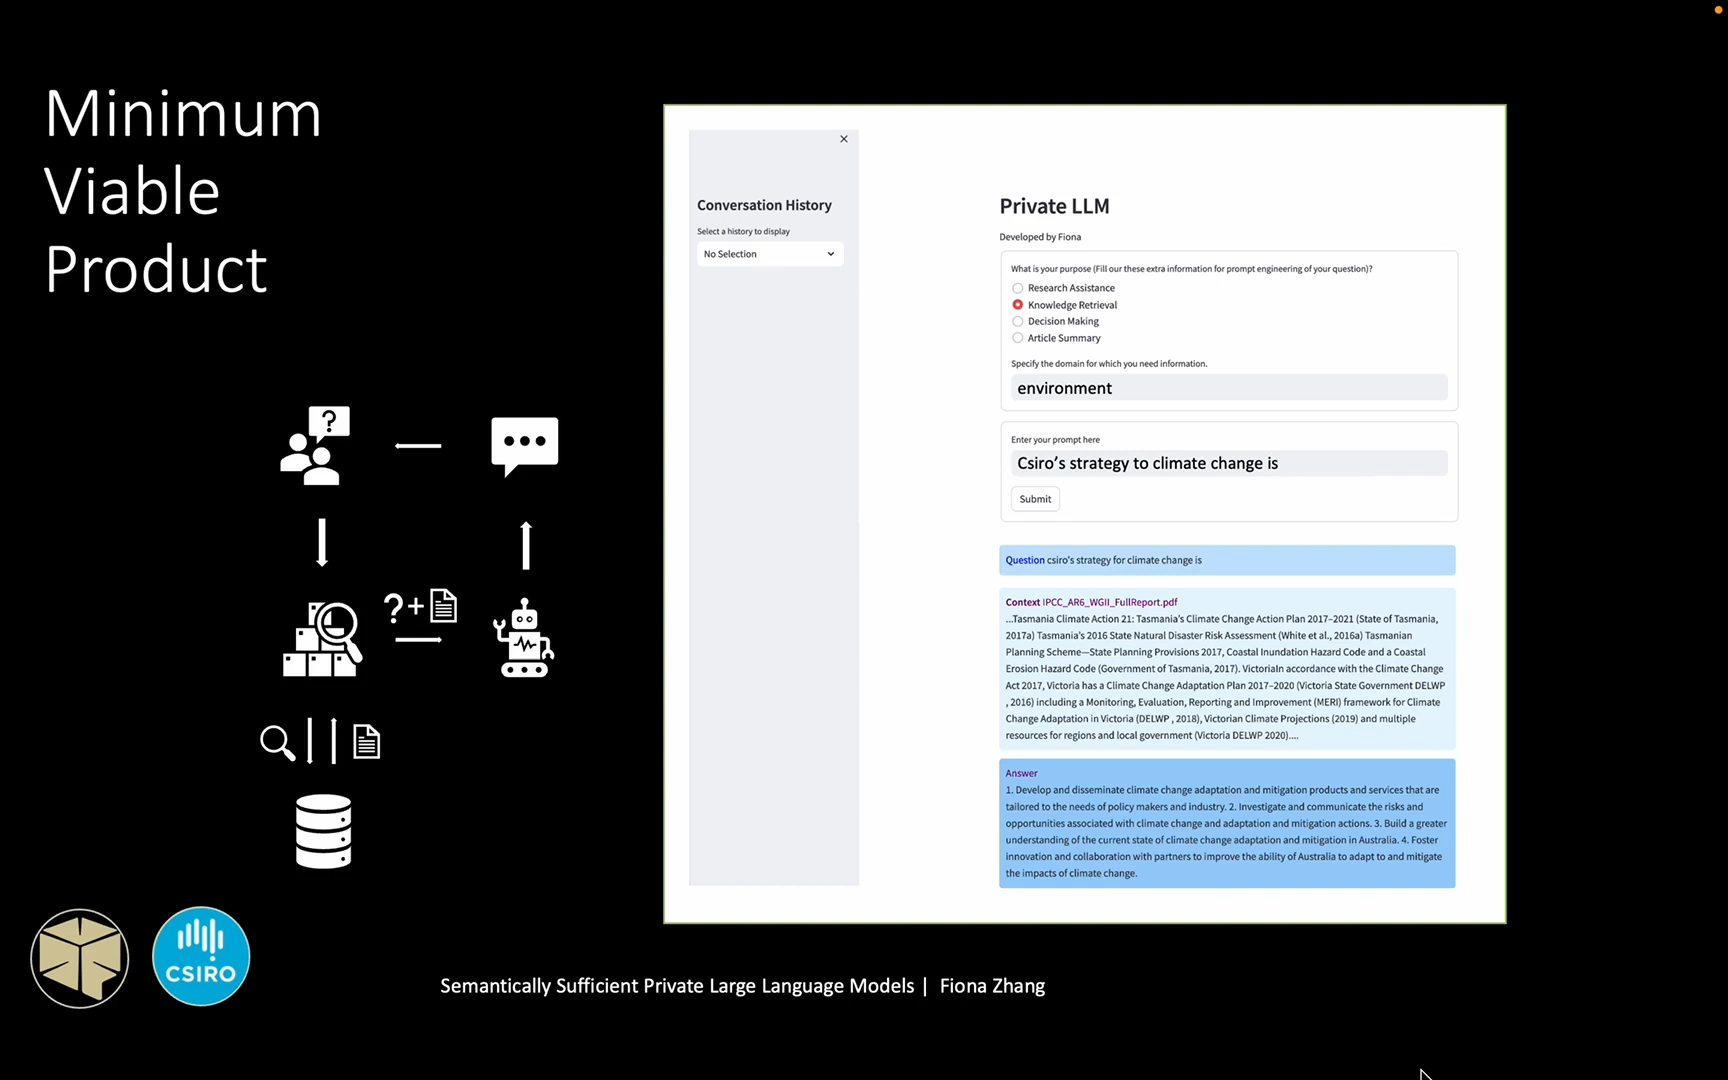 Minimum
Viable
Product
?
?+
CSIRO
Conversation History
Select a history to display
No Selection
Private LLM
Developed by Fiona
What is your purpose (Fill our these extra information for prompt engineering of your question)?
Research Assistance
Knowledge Retrieval
Decision Making
Article Summary
Specify the domain for which you need information.
environment
Enter your prompt here
Csiro’s strategy to climate change is
Submit
Question csiro's strategy for climate change is
Context IPCC_AR6_WGII_FullReport.pdf
...Tasmania Climate Action 21: Tasmania's Climate Change Action Plan 2017–2021 (State of Tasmania,
2017a) Tasmania's 2016 State Natural Disaster Risk Assessment (White et al., 2016a) Tasmanian
Planning Scheme—State Planning Provisions 2017, Coastal Inundation Hazard Code and a Coastal
Erosion Hazard Code (Government of Tasmania, 2017). VictoriaIn accordance with the Climate Change
Act 2017, Victoria has a Climate Change Adaptation Plan 2017–2020 (Victoria State Government DELWP
, 2016) including a Monitoring, Evaluation, Reporting and Improvement (MERI) framework for Climate
Change Adaptation in Victoria (DELWP , 2018), Victorian Climate Projections (2019) and multiple
resources for regions and local government (Victoria DELWP 2020)....
Answer
1. Develop and disseminate climate change adaptation and mitigation products and services that are
tailored to the needs of policy makers and industry. 2. Investigate and communicate the risks and
opportunities associated with climate change and adaptation and mitigation actions. 3. Build a greater
understanding of the current state of climate change adaptation and mitigation in Australia. 4. Foster
innovation and collaboration with partners to improve the ability of Australia to adapt to and mitigate
the impacts of climate change.
Semantically Sufficient Private Large Language Models | Fiona Zhang